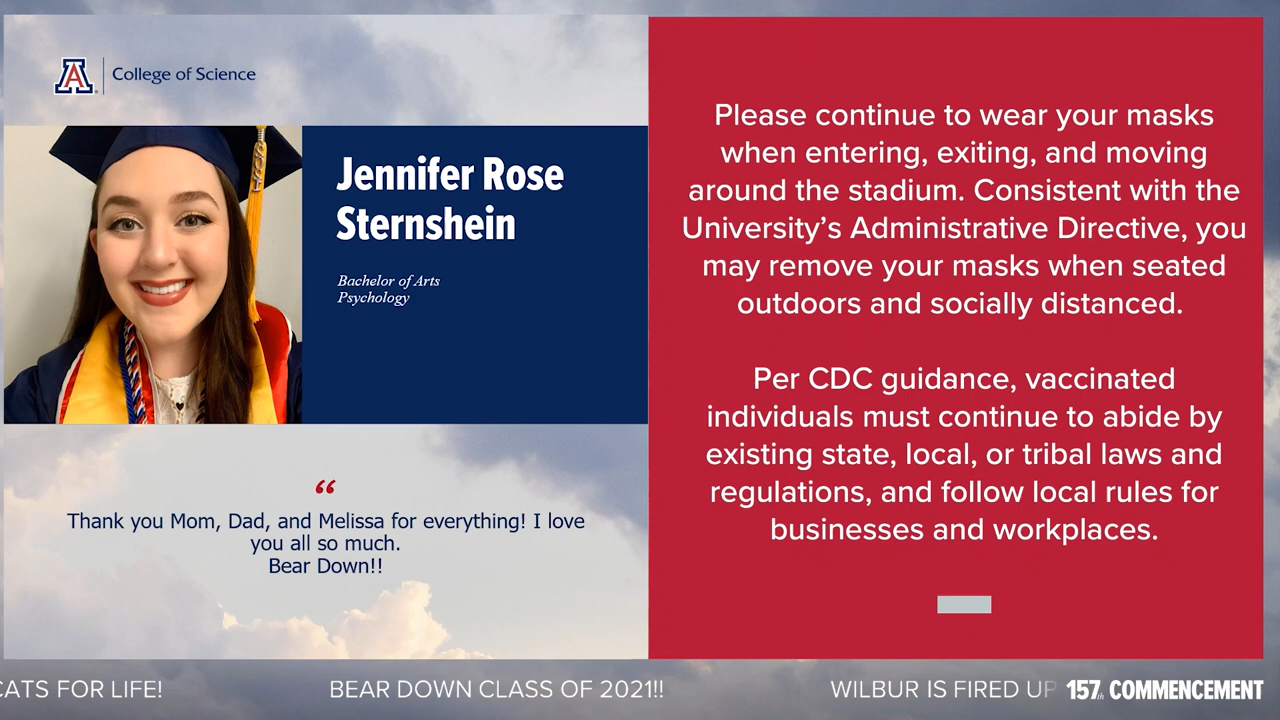 A
College of Science
Jennifer Rose
Sternshein
Bachelor of Arts
Psychology
“
Thank you Mom, Dad, and Melissa for everything! I love
you all so much.
Bear Down!!
Please continue to wear your masks
when entering, exiting, and moving
around the stadium. Consistent with the
University’s Administrative Directive, you
may remove your masks when seated
outdoors and socially distanced.
Per CDC guidance, vaccinated
individuals must continue to abide by
existing state, local, or tribal laws and
regulations, and follow local rules for
businesses and workplaces.
CATS FOR LIFE! BEAR DOWN CLASS OF 2021!! WILBUR IS FIRED UP 157th COMMENCEMENT